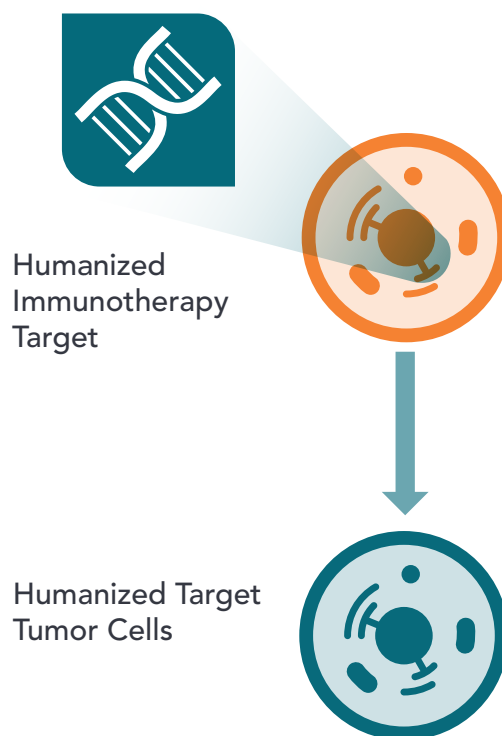 Humanized
Immunotherapy
Target
Humanized Target
Tumor Cells